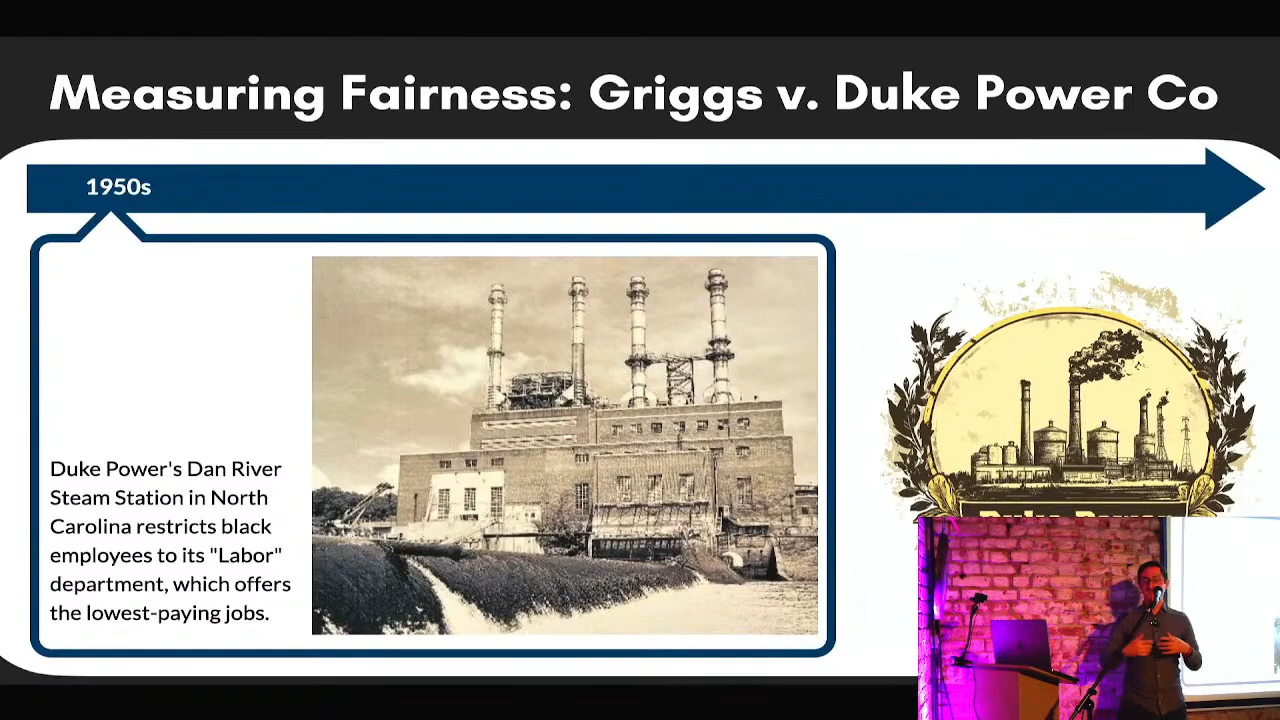 Measuring Fairness: Griggs v. Duke Power Co
1950s
Duke Power's Dan River
Steam Station in North
Carolina restricts black
employees to its "Labor"
department, which offers
the lowest-paying jobs.